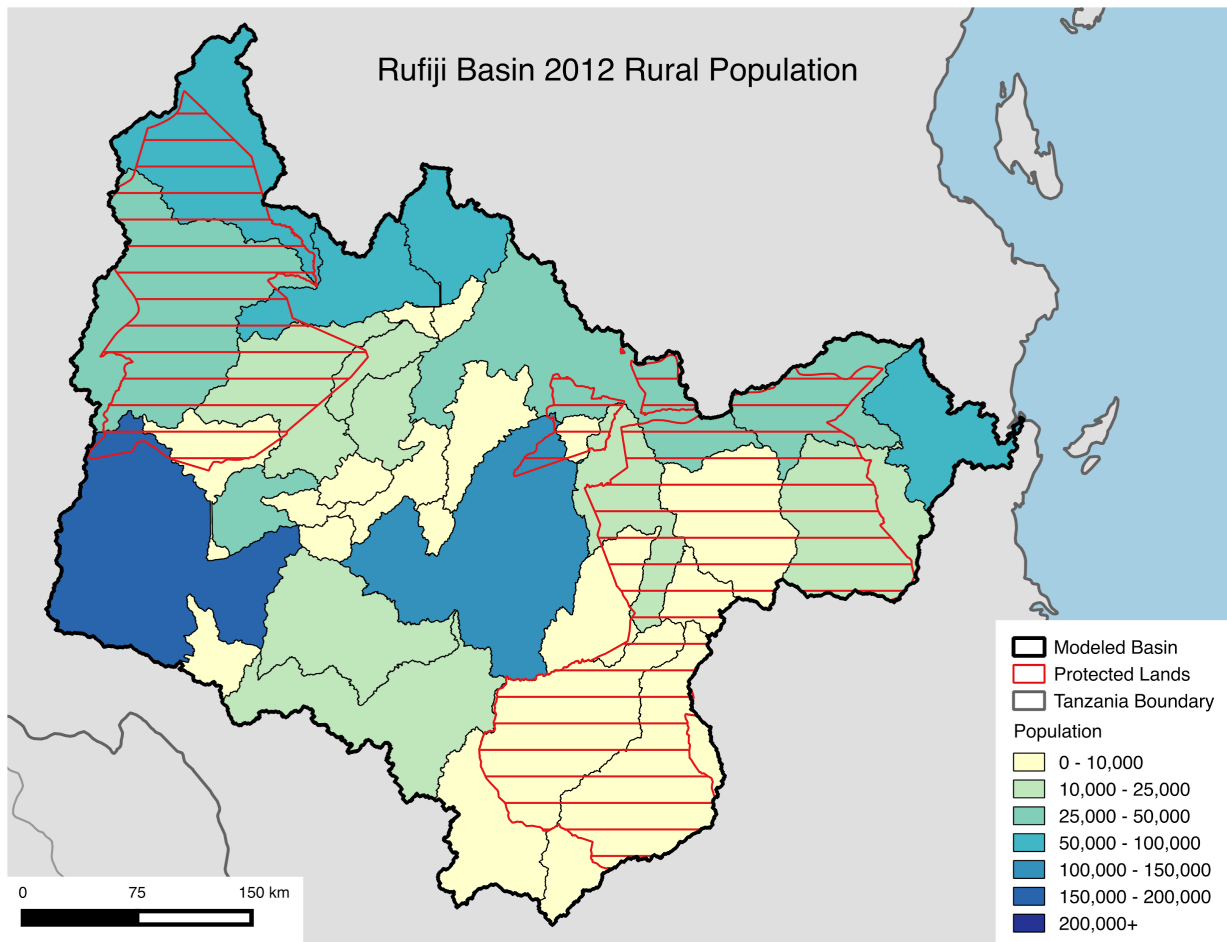 Rufiji Basin 2012 Rural Population
Modeled Basin
Protected Lands
Tanzania Boundary
Population
0 - 10,000
10,000 - 25,000
25,000 - 50,000
50,000 - 100,000
100,000 - 150,000
150,000 - 200,000
200,000+
0 75 150 km